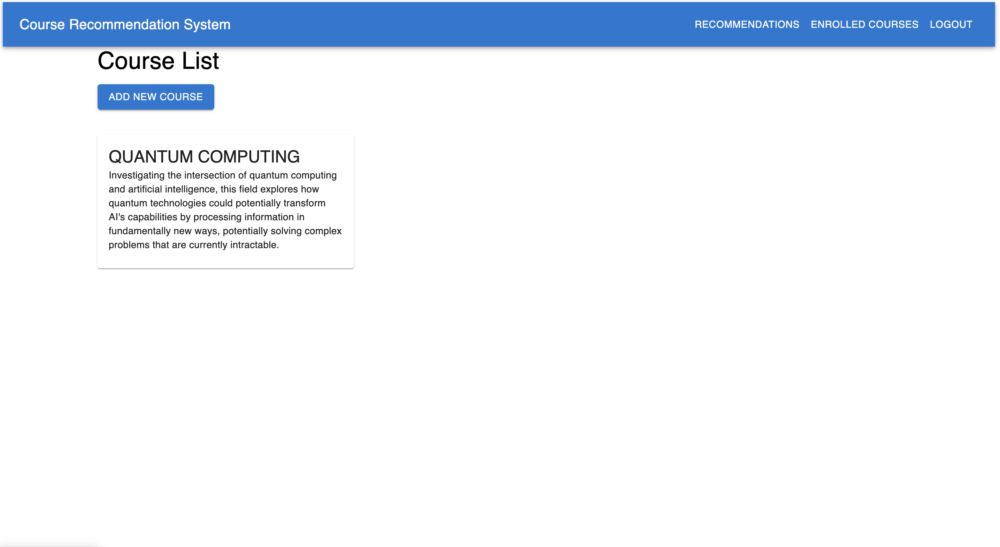 Course Recommendation System
RECOMMENDATIONS ENROLLED COURSES LOGOUT
Course List
ADD NEW COURSE
QUANTUM COMPUTING
Investigating the intersection of quantum computing
and artificial intelligence, this field explores how
quantum technologies could potentially transform
AI's capabilities by processing information in
fundamentally new ways, potentially solving complex
problems that are currently intractable.